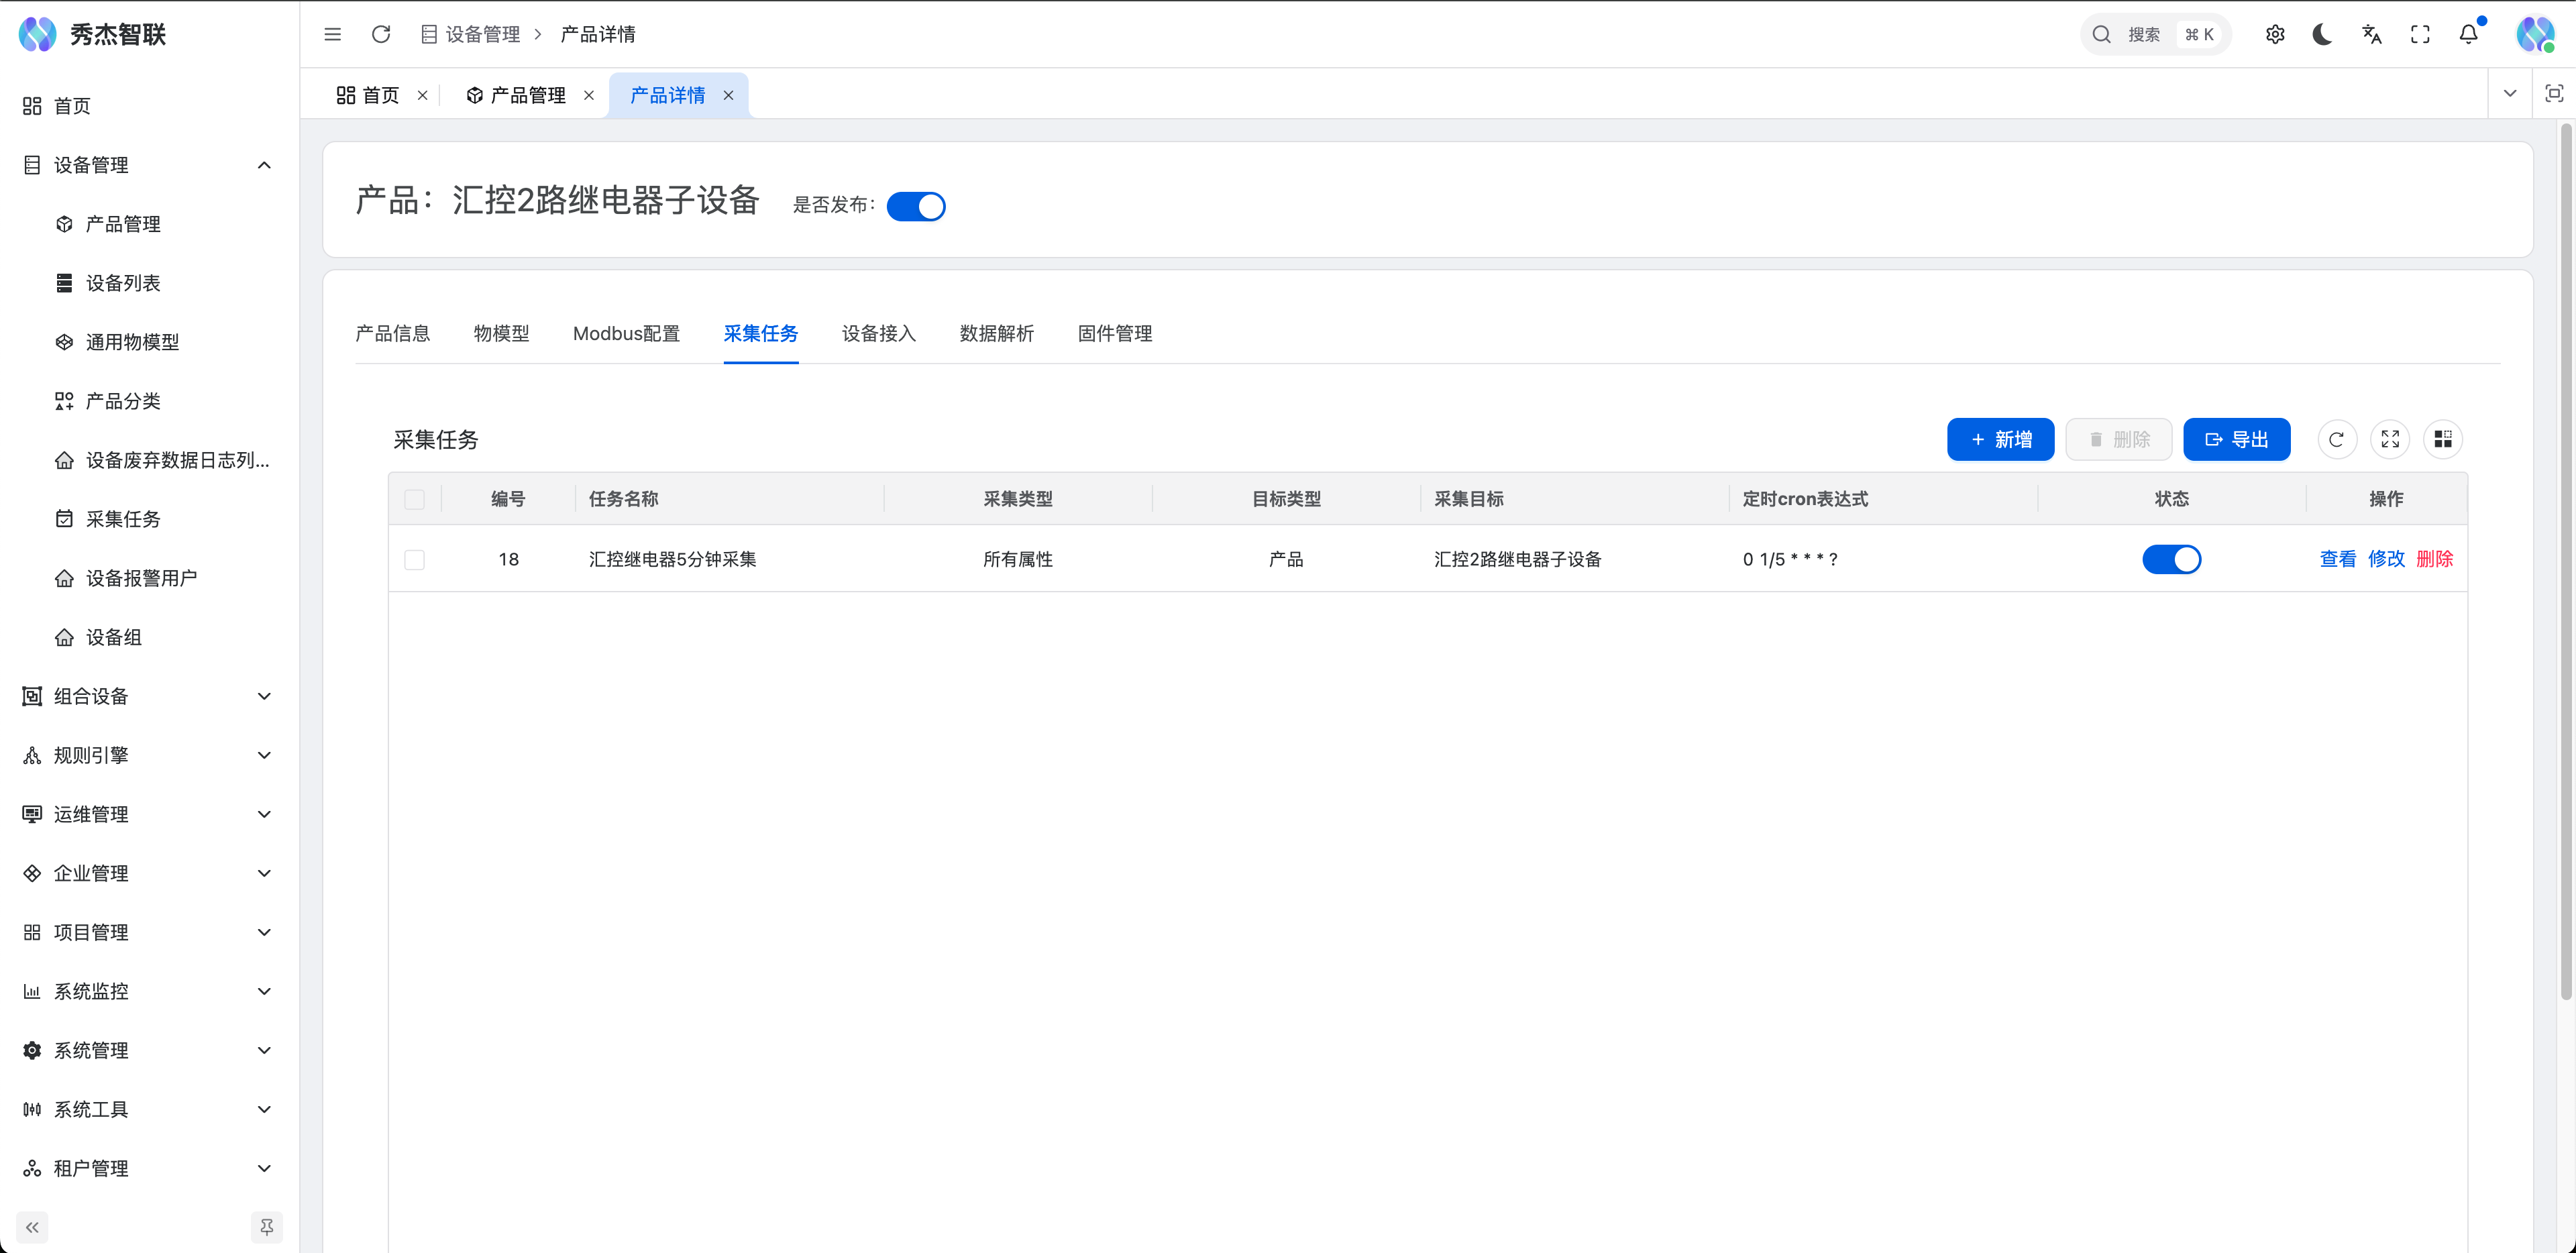 秀杰智联
设备管理 > 产品详情
搜索 ⌘ K
首页
设备管理
产品管理
设备列表
通用物模型
产品分类
设备废弃数据日志列...
采集任务
设备报警用户
设备组
组合设备
规则引擎
运维管理
企业管理
项目管理
系统监控
系统管理
系统工具
租户管理
首页 产品管理 产品详情
产品：汇控2路继电器子设备 是否发布：
产品信息 物模型 Modbus配置 采集任务 设备接入 数据解析 固件管理
采集任务 新增 删除 导出
编号 任务名称 采集类型 目标类型 采集目标 定时cron表达式 状态 操作
18 汇控继电器5分钟采集 所有属性 产品 汇控2路继电器子设备 0 1/5 * * * ? 查看 修改 删除